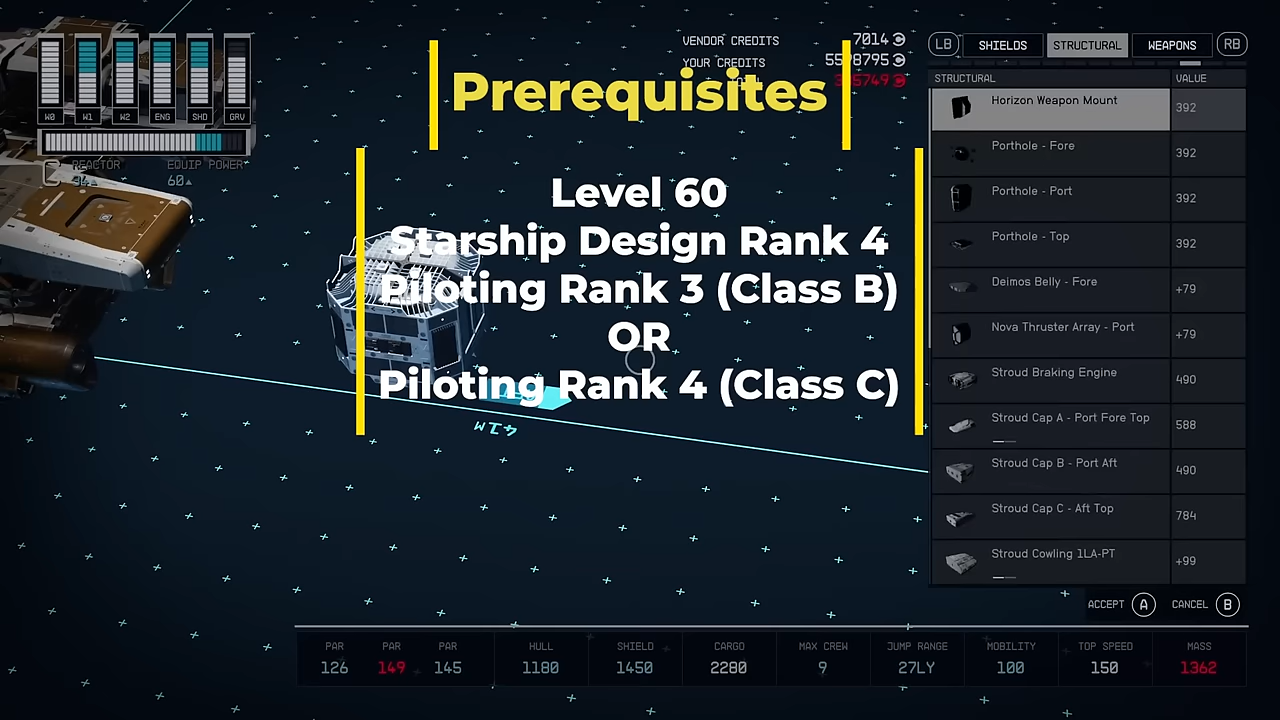 VENDOR CREDITS 7014
YOUR CREDITS
LB SHIELDS STRUCTURAL WEAPONS RB
STRUCTURAL VALUE
Prerequisites
Level 60
Starship Design Rank 4
Piloting Rank 3 (Class B)
OR
Piloting Rank 4 (Class C)
W0 W1 W2 ENG SHD GRV
REACTOR EQUIP POWER
C 60
41M
Horizon Weapon Mount 392
Porthole - Fore 392
Porthole - Port 392
Porthole - Top 392
Deimos Belly - Fore +79
Nova Thruster Array - Port +79
Stroud Braking Engine 490
Stroud Cap A - Port Fore Top 588
Stroud Cap B - Port Aft 490
Stroud Cap C - Aft Top 784
Stroud Cowling 1LA-PT +99
ACCEPT A CANCEL B
PAR PAR PAR HULL SHIELD CARGO MAX CREW JUMP RANGE MOBILITY TOP SPEED MASS
126 149 145 1180 1450 2280 9 27LY 100 150 1362